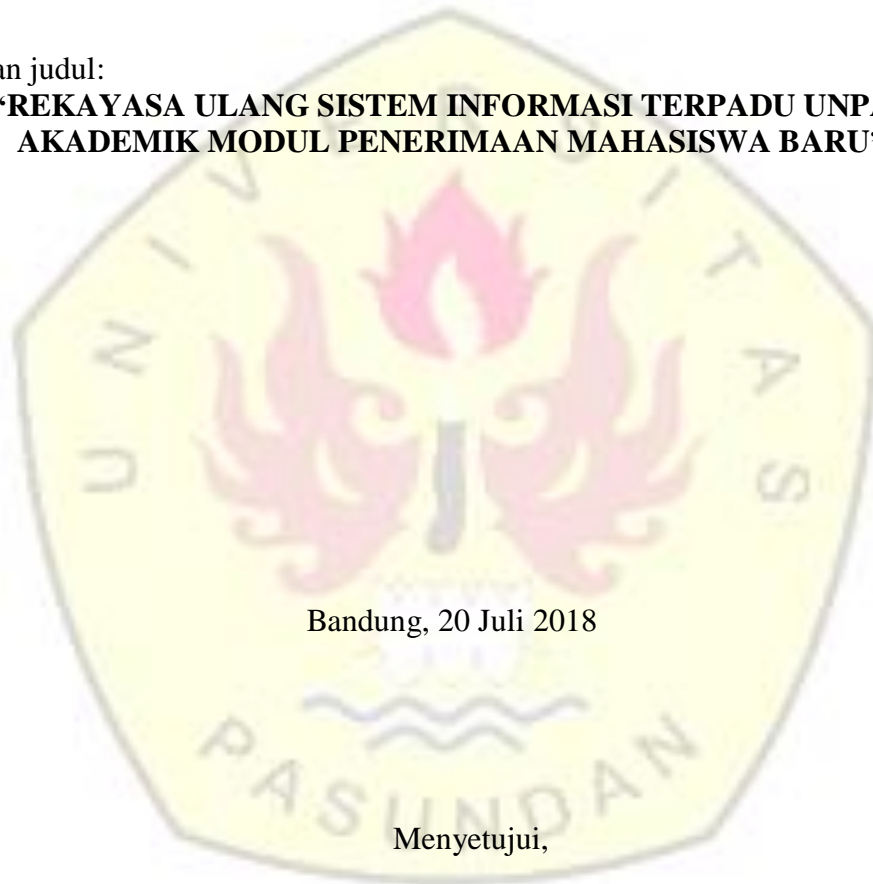 an judul:
“REKAYASA ULANG SISTEM INFORMASI TERPADU UNPA
AKADEMIK MODUL PENERIMAAN MAHASISWA BARU”
UNIVERSITAS
Bandung, 20 Juli 2018
PASUNDAN
Menyetujui,